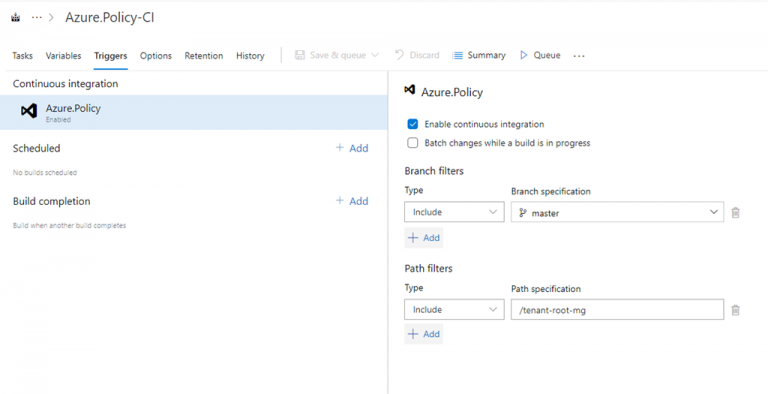 ... > Azure.Policy-CI
Tasks Variables Triggers Options Retention History Save & queue Discard Summary Queue ...
Continuous integration
Azure.Policy
Enabled
Scheduled + Add
No builds scheduled
Build completion + Add
Build when another build completes
Azure.Policy
Enable continuous integration
Batch changes while a build is in progress
Branch filters
Type Branch specification
Include master
+ Add
Path filters
Type Path specification
Include /tenant-root-mg
+ Add